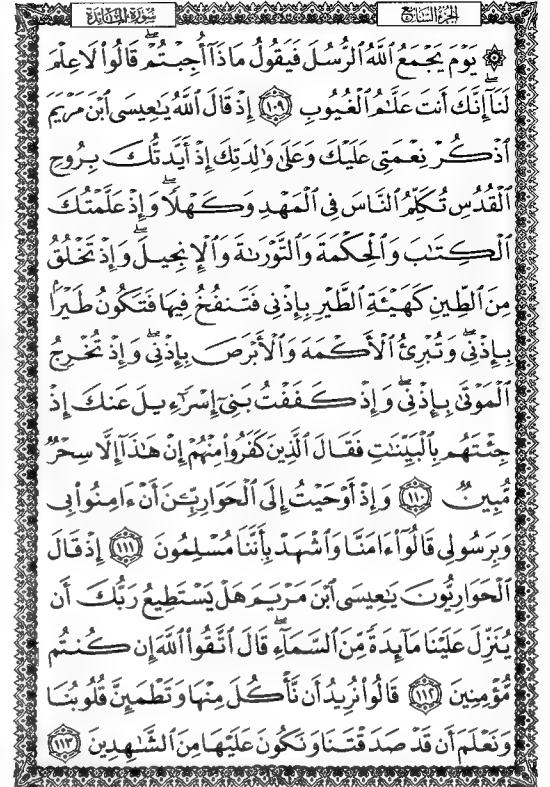 الجزء السابع
سورة المائدة
۞ يَوْمَ يَجْمَعُ ٱللَّهُ ٱلرُّسُلَ فَيَقُولُ مَاذَآ أُجِبْتُمْ ۖ قَالُوا۟ لَا عِلْمَ
لَنَآ ۖ إِنَّكَ أَنتَ عَلَّٰمُ ٱلْغُيُوبِ ١٠٩ إِذْ قَالَ ٱللَّهُ يَٰعِيسَى ٱبْنَ مَرْيَمَ
ٱذْكُرْ نِعْمَتِى عَلَيْكَ وَعَلَىٰ وَٰلِدَتِكَ إِذْ أَيَّدتُّكَ بِرُوحِ
ٱلْقُدُسِ تُكَلِّمُ ٱلنَّاسَ فِى ٱلْمَهْدِ وَكَهْلًا ۖ وَإِذْ عَلَّمْتُكَ
ٱلْكِتَٰبَ وَٱلْحِكْمَةَ وَٱلتَّوْرَىٰةَ وَٱلْإِنجِيلَ ۖ وَإِذْ تَخْلُقُ
مِنَ ٱلطِّينِ كَهَيْـَٔةِ ٱلطَّيْرِ بِإِذْنِى فَتَنفُخُ فِيهَا فَتَكُونُ طَيْرًۢا
بِإِذْنِى ۖ وَتُبْرِئُ ٱلْأَكْمَهَ وَٱلْأَبْرَصَ بِإِذْنِى ۖ وَإِذْ تُخْرِجُ
ٱلْمَوْتَىٰ بِإِذْنِى ۖ وَإِذْ كَفَفْتُ بَنِىٓ إِسْرَٰٓءِيلَ عَنكَ إِذْ
جِئْتَهُم بِٱلْبَيِّنَٰتِ فَقَالَ ٱلَّذِينَ كَفَرُوا۟ مِنْهُمْ إِنْ هَٰذَآ إِلَّا سِحْرٌ
مُّبِينٌ ١١٠ وَإِذْ أَوْحَيْتُ إِلَى ٱلْحَوَارِيِّـۧنَ أَنْ ءَامِنُوا۟ بِى
وَبِرَسُولِى قَالُوٓا۟ ءَامَنَّا وَٱشْهَدْ بِأَنَّنَا مُسْلِمُونَ ١١١ إِذْ قَالَ
ٱلْحَوَارِيُّونَ يَٰعِيسَى ٱبْنَ مَرْيَمَ هَلْ يَسْتَطِيعُ رَبُّكَ أَن
يُنَزِّلَ عَلَيْنَا مَآئِدَةً مِّنَ ٱلسَّمَآءِ ۖ قَالَ ٱتَّقُوا۟ ٱللَّهَ إِن كُنتُم
مُّؤْمِنِينَ ١١٢ قَالُوا۟ نُرِيدُ أَن نَّأْكُلَ مِنْهَا وَتَطْمَئِنَّ قُلُوبُنَا
وَنَعْلَمَ أَن قَدْ صَدَقْتَنَا وَنَكُونَ عَلَيْهَا مِنَ ٱلشَّٰهِدِينَ ١١٣